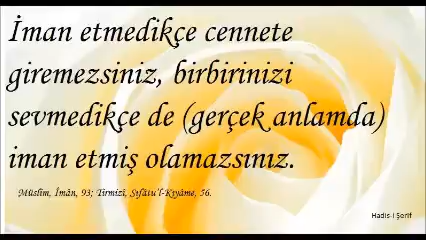 İman etmedikçe cennete
giremezsiniz, birbirinizi
sevmedikçe de (gerçek anlamda)
iman etmiş olamazsınız.
Müslim, Îmân, 93; Tirmizî, Sıfâtu'l-Kıyâme, 56.
Hadis-i Şerif